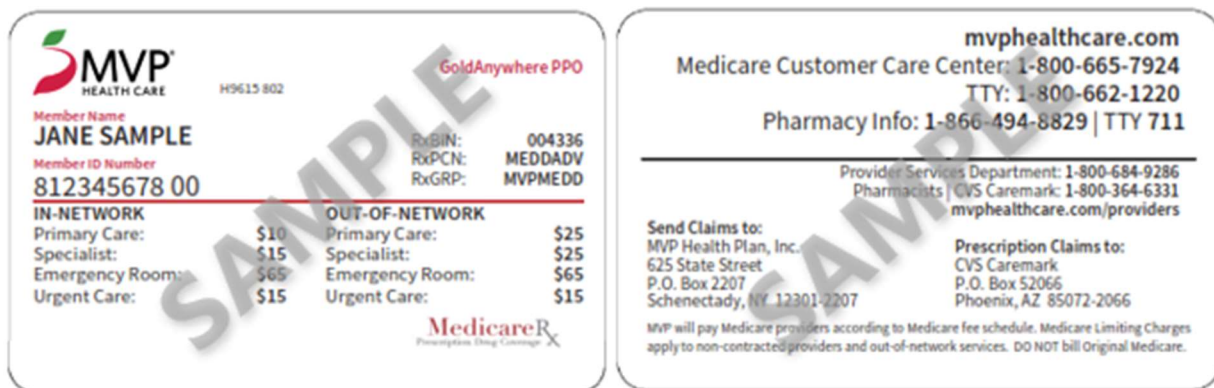 MVP®
HEALTH CARE
GoldAnywhere PPO
H9615 802
Member Name
JANE SAMPLE
Member ID Number
812345678 00
RxBIN: 004336
RxPCN: MEDDADV
RxGRP: MVPMEDD
IN-NETWORK
Primary Care: $10
Specialist: $15
Emergency Room: $65
Urgent Care: $15
OUT-OF-NETWORK
Primary Care: $25
Specialist: $25
Emergency Room: $65
Urgent Care: $15
MedicareRx
Prescription Drug Coverage
SAMPLE
mvphealthcare.com
Medicare Customer Care Center: 1-800-665-7924
TTY: 1-800-662-1220
Pharmacy Info: 1-866-494-8829 | TTY 711
Provider Services Department: 1-800-684-9286
Pharmacists | CVS Caremark: 1-800-364-6331
mvphealthcare.com/providers
Send Claims to:
MVP Health Plan, Inc.
625 State Street
P.O. Box 2207
Schenectady, NY 12301-2207
Prescription Claims to:
CVS Caremark
P.O. Box 52066
Phoenix, AZ 85072-2066
MVP will pay Medicare providers according to Medicare fee schedule. Medicare Limiting Charges
apply to non-contracted providers and out-of-network services. DO NOT bill Original Medicare.
SAMPLE